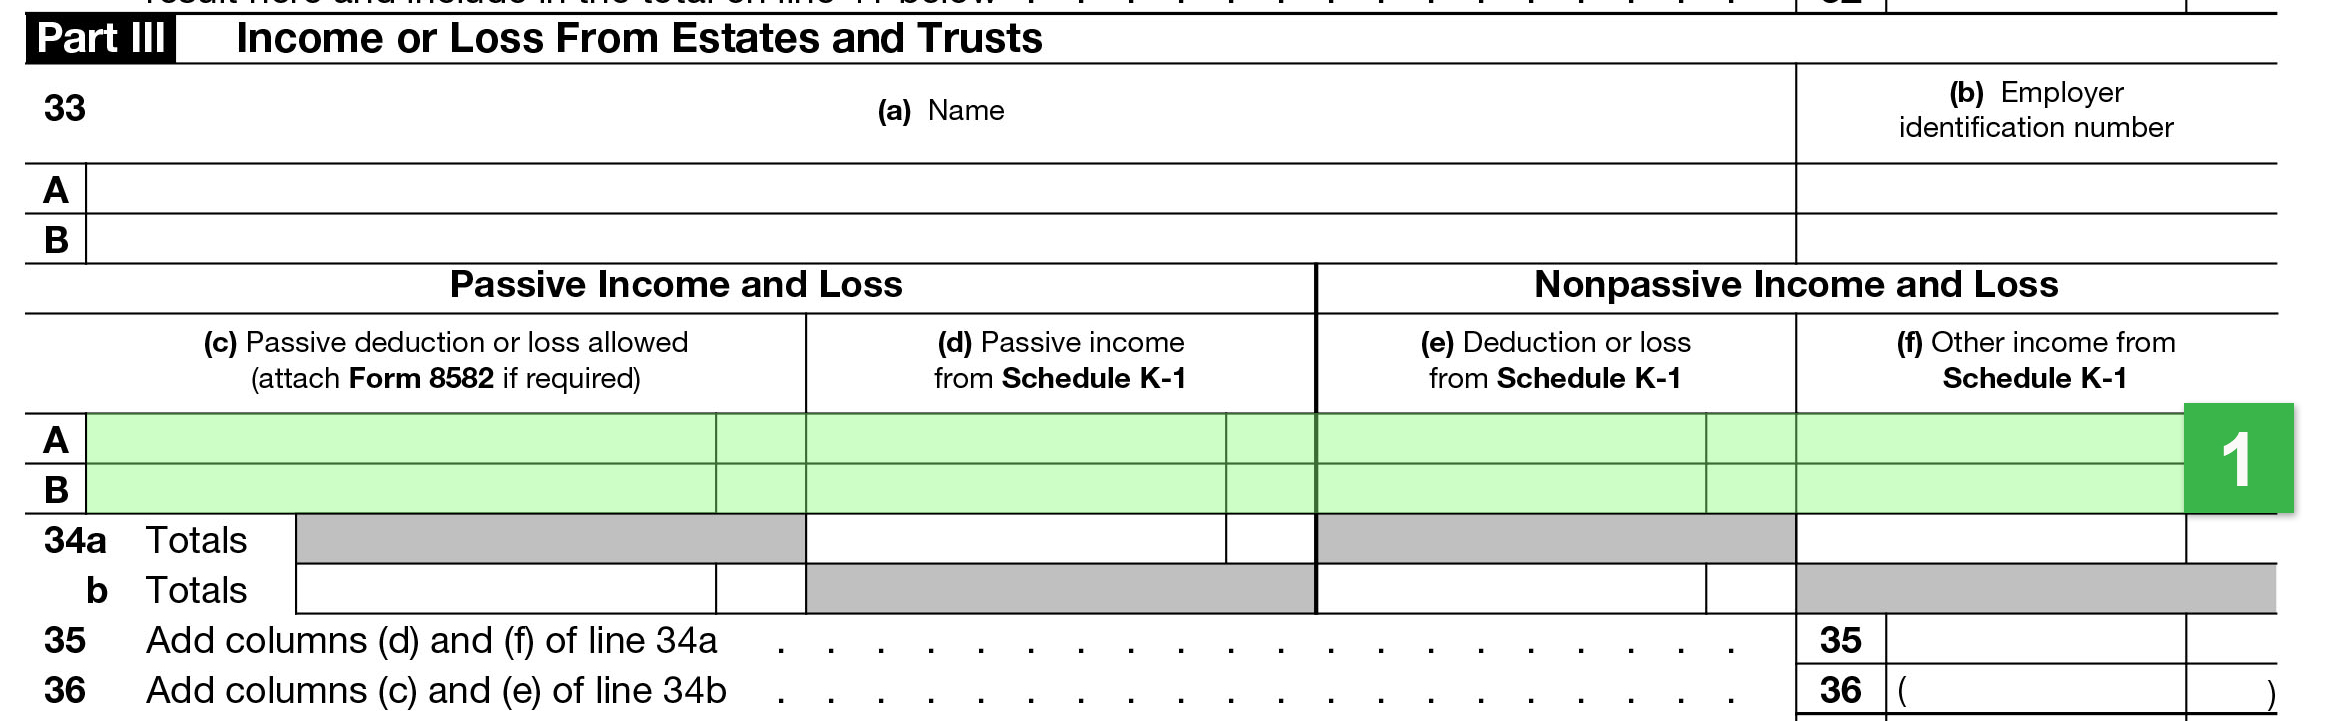 Part III Income or Loss From Estates and Trusts
33 (a) Name (b) Employer identification number
A
B
Passive Income and Loss Nonpassive Income and Loss
(c) Passive deduction or loss allowed (attach Form 8582 if required) (d) Passive income from Schedule K-1 (e) Deduction or loss from Schedule K-1 (f) Other income from Schedule K-1
A
1
B
34a Totals
b Totals
35 Add columns (d) and (f) of line 34a . . . . . . . . . . . . . . . . . . . . 35
36 Add columns (c) and (e) of line 34b . . . . . . . . . . . . . . . . . . . . 36 ( )